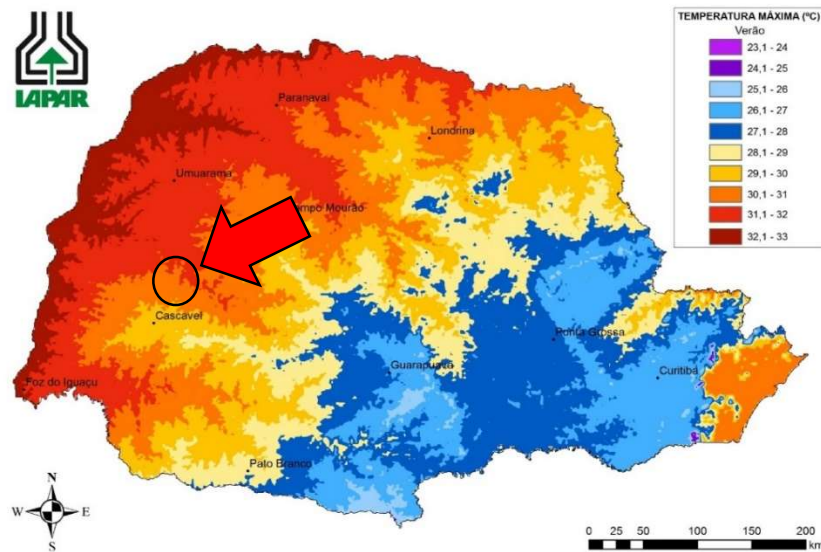 IAPAR
TEMPERATURA MÁXIMA (ºC)
Verão
23,1 - 24
24,1 - 25
25,1 - 26
26,1 - 27
27,1 - 28
28,1 - 29
29,1 - 30
30,1 - 31
31,1 - 32
32,1 - 33
Paranavaí
Londrina
Umuarama
ampo Mourão
Cascavel
Ponta Grossa
Guarapuava
Curitiba
Foz do Iguaçu
Pato Branco
N
W E
S
0 25 50 100 150 200
km